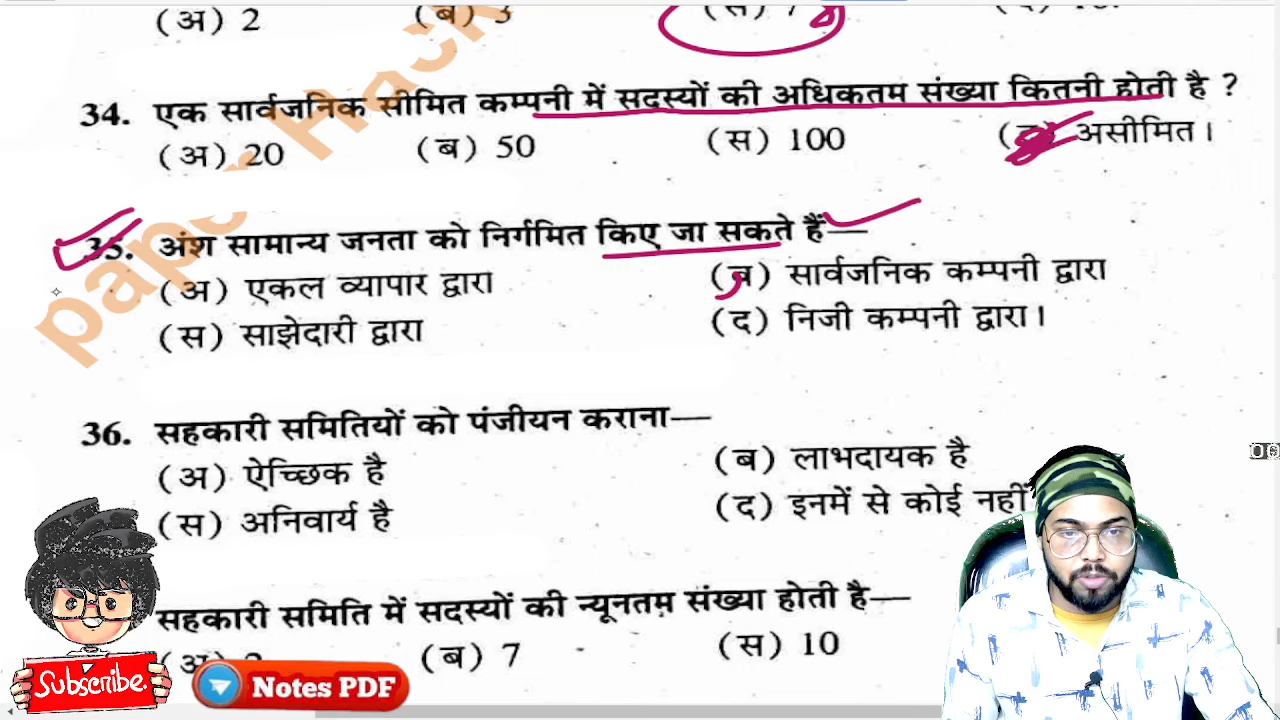 (अ) 2 (ब) 3 (स) 7
34. एक सार्वजनिक सीमित कम्पनी में सदस्यों की अधिकतम संख्या कितनी होती है ?
(अ) 20 (ब) 50 (स) 100 असीमित।
35. अंश सामान्य जनता को निर्गमित किए जा सकते हैं—
(अ) एकल व्यापार द्वारा (ब) सार्वजनिक कम्पनी द्वारा
(स) साझेदारी द्वारा (द) निजी कम्पनी द्वारा।
36. सहकारी समितियों को पंजीयन कराना—
(अ) ऐच्छिक है (ब) लाभदायक है
(स) अनिवार्य है (द) इनमें से कोई नहीं
सहकारी समिति में सदस्यों की न्यूनतम संख्या होती है—
(ब) 7 (स) 10
Subscribe.
Notes PDF